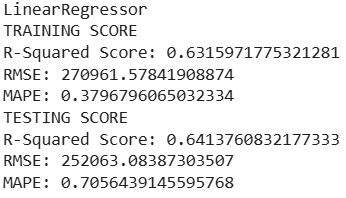 LinearRegressor
TRAINING SCORE
R-Squared Score: 0.6315971775321281
RMSE: 270961.57841908874
MAPE: 0.3796796065032334
TESTING SCORE
R-Squared Score: 0.6413760832177333
RMSE: 252063.08387303507
MAPE: 0.7056439145595768